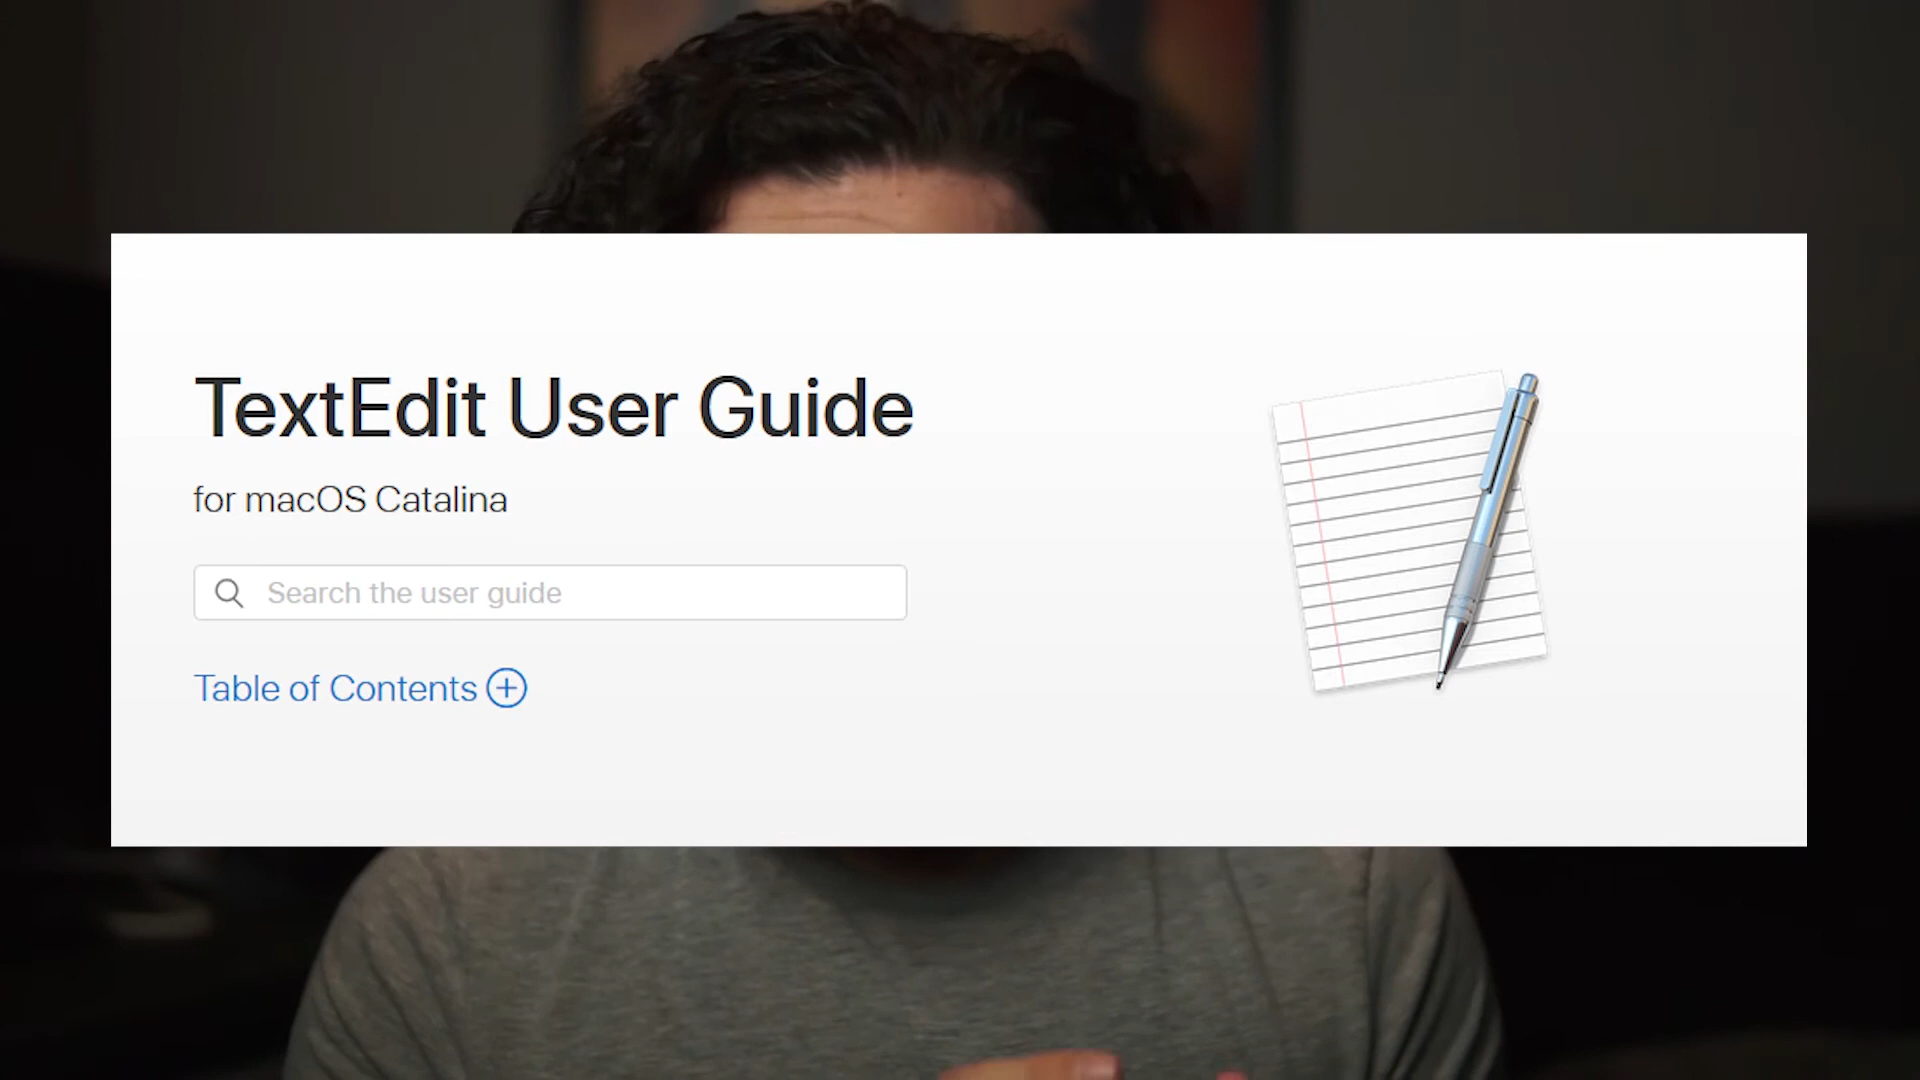 TextEdit User Guide
for macOS Catalina
Search the user guide
Table of Contents